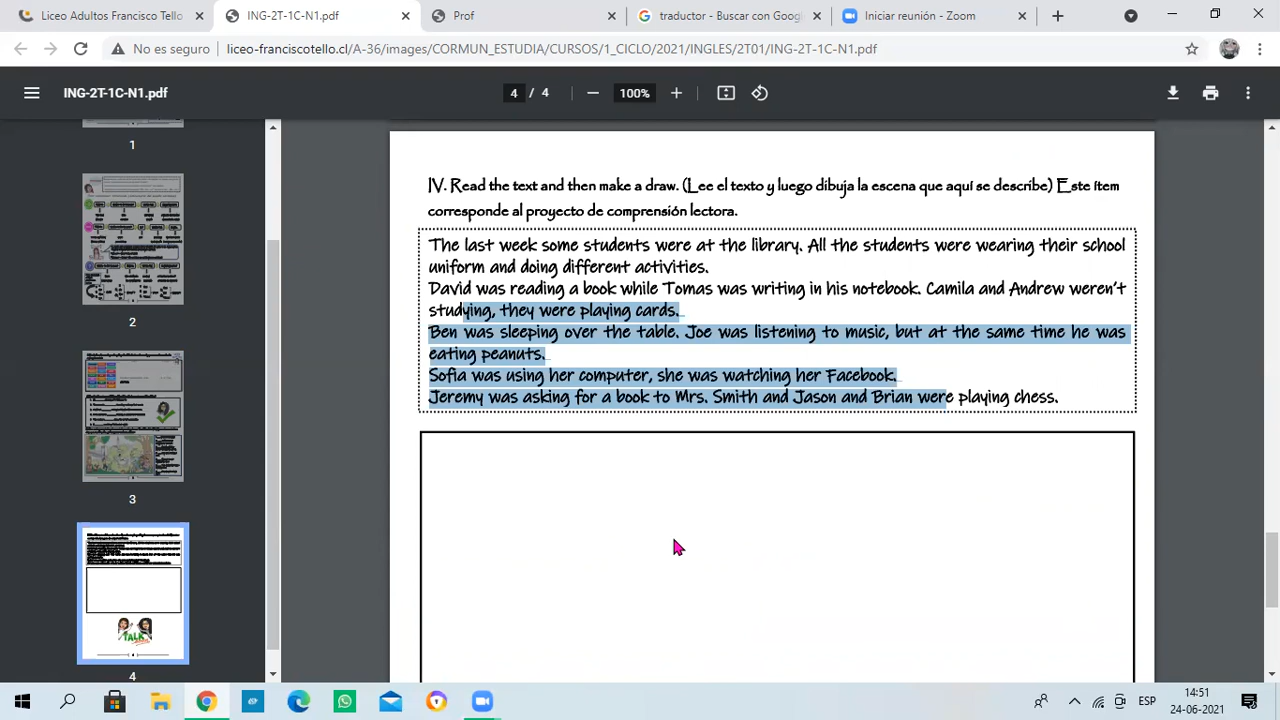 Liceo Adultos Francisco Tello
ING-2T-1C-N1.pdf
Prof
traductor - Buscar con Goog
Iniciar reunión - Zoom
No es seguro
liceo-franciscotello.cl/A-36/images/CORMUN_ESTUDIA/CURSOS/1_CICLO/2021/INGLES/2T01/ING-2T-1C-N1.pdf
ING-2T-1C-N1.pdf
4 / 4
100%
1
2
3
4
IV. Read the text and then make a draw. (Lee el texto y luego dibuja la escena que aquí se describe) Este ítem
corresponde al proyecto de comprensión lectora.
The last week some students were at the library. All the students were wearing their school
uniform and doing different activities.
David was reading a book while Tomas was writing in his notebook. Camila and Andrew weren't
studying, they were playing cards.
Ben was sleeping over the table. Joe was listening to music, but at the same time he was
eating peanuts.
Sofia was using her computer, she was watching her Facebook.
Jeremy was asking for a book to Mrs. Smith and Jason and Brian were playing chess.
TALK
ESP
14:51
24-06-2021